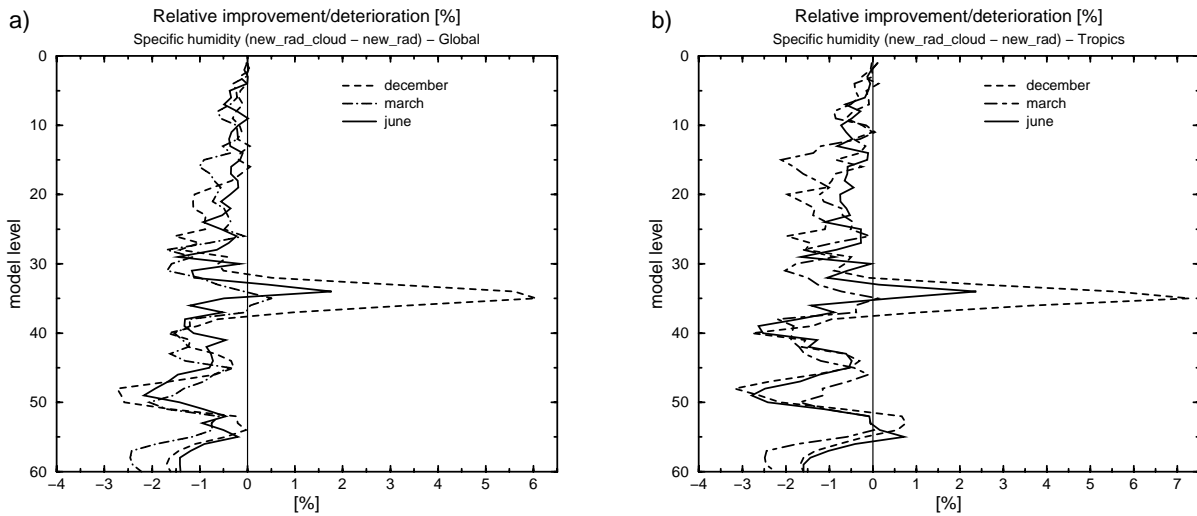 a)
Relative improvement/deterioration [%]
Specific humidity (new_rad_cloud − new_rad) − Global
model level
0
10
20
30
40
50
60
december
march
june
−4 −3 −2 −1 0 1 2 3 4 5 6
[%]
b)
Relative improvement/deterioration [%]
Specific humidity (new_rad_cloud − new_rad) − Tropics
model level
0
10
20
30
40
50
60
december
march
june
−4 −3 −2 −1 0 1 2 3 4 5 6 7
[%]